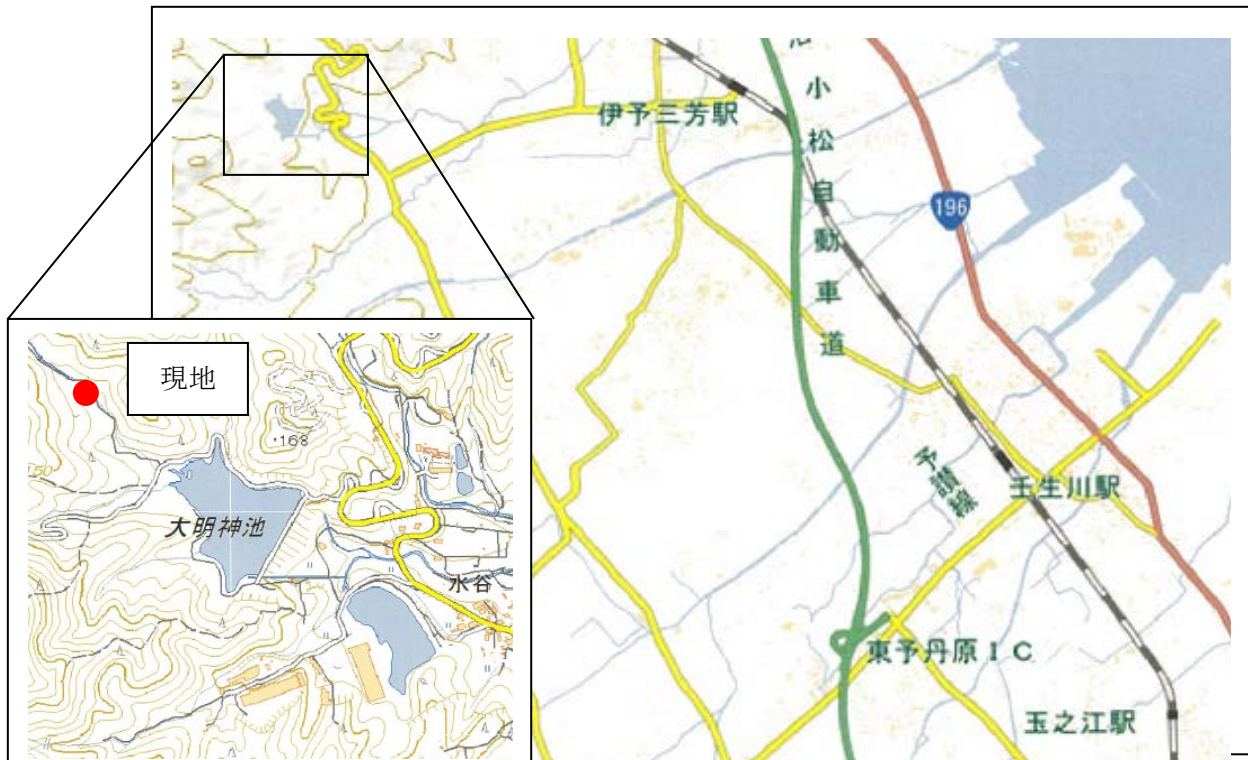 伊予三芳駅
小松自動車道
196
予讃線
壬生川駅
東予丹原IC
玉之江駅
現地
・168
大明神池
水谷